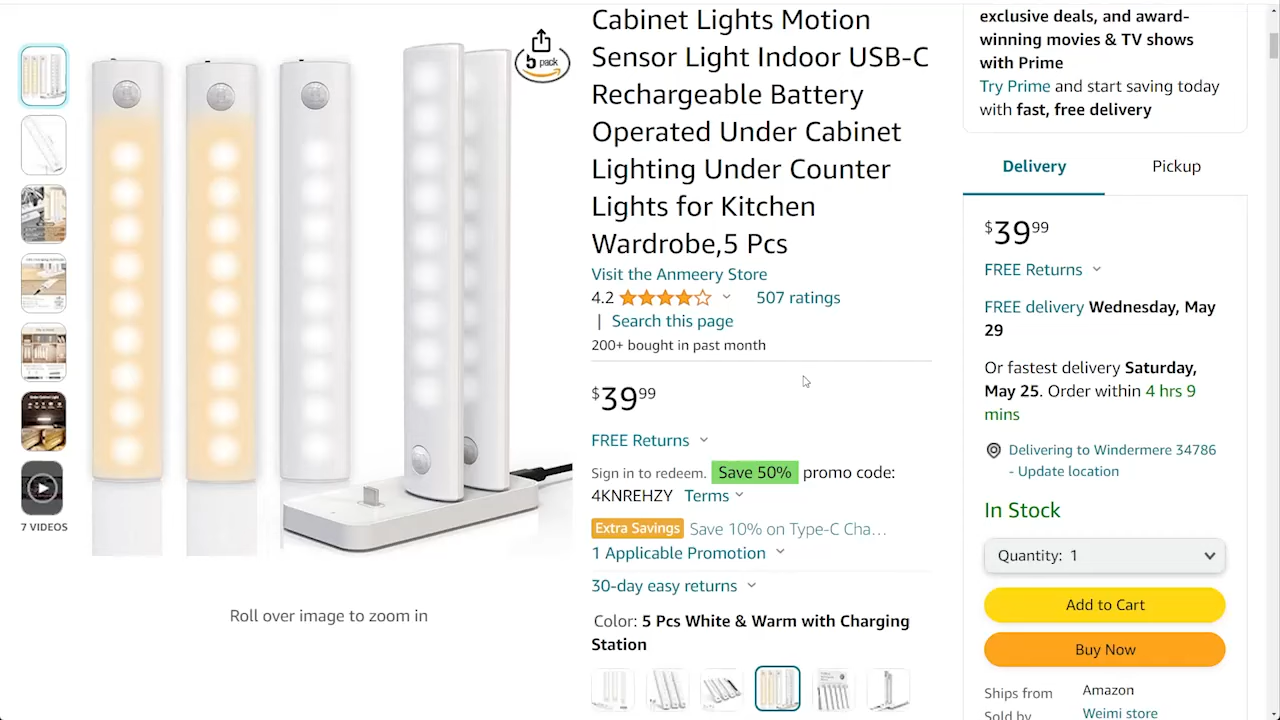 5 pack
7 VIDEOS
Roll over image to zoom in
Cabinet Lights Motion
Sensor Light Indoor USB-C
Rechargeable Battery
Operated Under Cabinet
Lighting Under Counter
Lights for Kitchen
Wardrobe,5 Pcs
Visit the Anmeery Store
4.2 507 ratings
| Search this page
200+ bought in past month
$39 99
FREE Returns
Sign in to redeem. Save 50% promo code:
4KNREHZY Terms
Extra Savings Save 10% on Type-C Cha…
1 Applicable Promotion
30-day easy returns
Color: 5 Pcs White & Warm with Charging
Station
exclusive deals, and award-
winning movies & TV shows
with Prime
Try Prime and start saving today
with fast, free delivery
Delivery Pickup
$39 99
FREE Returns
FREE delivery Wednesday, May
29
Or fastest delivery Saturday,
May 25. Order within 4 hrs 9
mins
Delivering to Windermere 34786
- Update location
In Stock
Quantity: 1
Add to Cart
Buy Now
Ships from Amazon
Sold by Weimi store